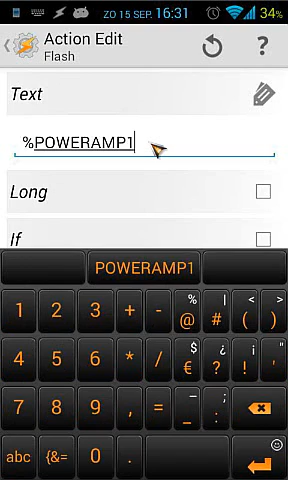 ZO 15 SEP. 16:31 34%
Action Edit
Flash
Text
%POWERAMP1
Long
If
POWERAMP1
1 2 3 + - % @ | # < ( > )
4 5 6 * / $ € ¿ ? ¡ ! " '
7 8 9 , = _ . ; :
abc {&= 0 .